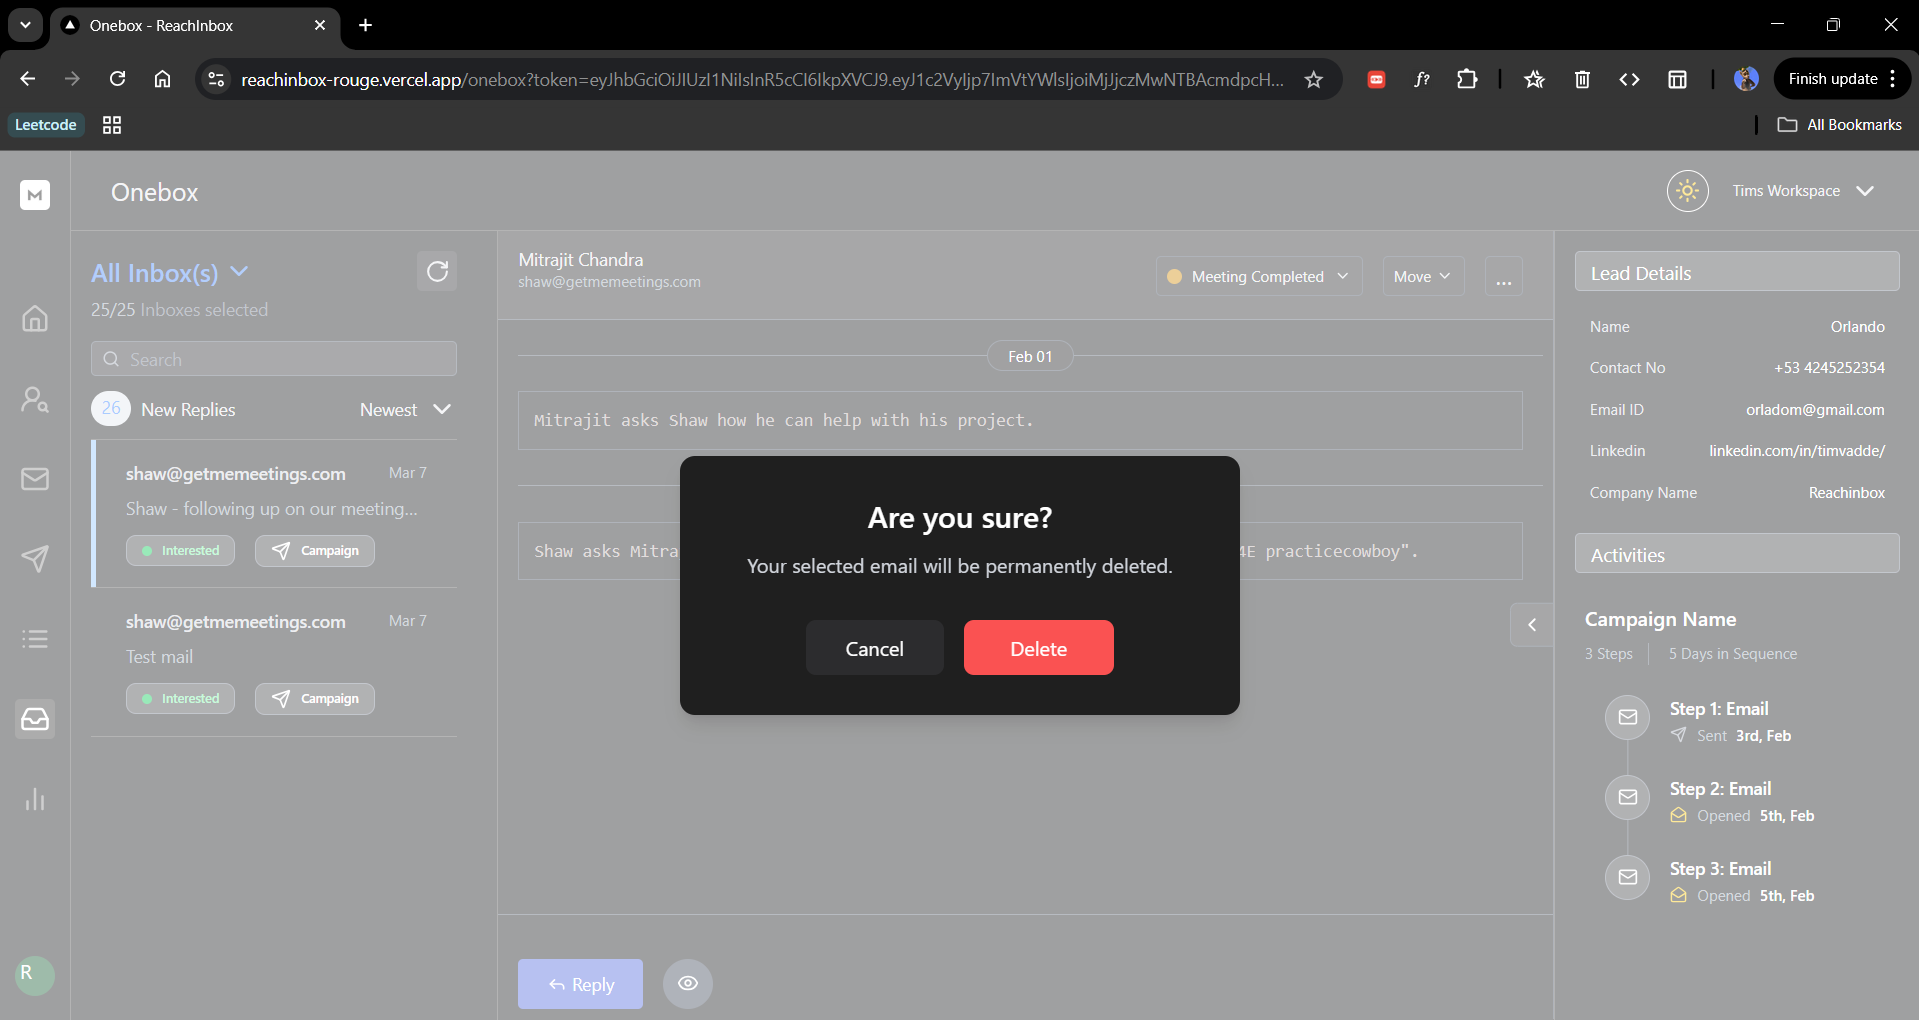 Onebox - ReachInbox
reachinbox-rouge.vercel.app/onebox?token=eyJhbGciOiJIUzI1NiIsInR5cCI6IkpXVCJ9.eyJ1c2VyIjp7ImVtYWlsIjoiMjJjczMwNTBAcmdpcH...
f?
Finish update
Leetcode
All Bookmarks
M
Onebox
Tims Workspace
All Inbox(s)
25/25 Inboxes selected
Search
26 New Replies
Newest
shaw@getmemeetings.com
Mar 7
Shaw - following up on our meeting...
Interested
Campaign
shaw@getmemeetings.com
Mar 7
Test mail
Interested
Campaign
R
Mitrajit Chandra
shaw@getmemeetings.com
Meeting Completed
Move
...
Feb 01
Mitrajit asks Shaw how he can help with his project.
Shaw asks Mitra
4E practicecowboy".
Are you sure?
Your selected email will be permanently deleted.
Cancel
Delete
Reply
Lead Details
Name
Orlando
Contact No
+53 4245252354
Email ID
orladom@gmail.com
Linkedin
linkedin.com/in/timvadde/
Company Name
Reachinbox
Activities
Campaign Name
3 Steps
5 Days in Sequence
Step 1: Email
Sent 3rd, Feb
Step 2: Email
Opened 5th, Feb
Step 3: Email
Opened 5th, Feb